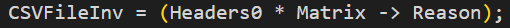 CSVFileInv = (Headers0 * Matrix -> Reason);